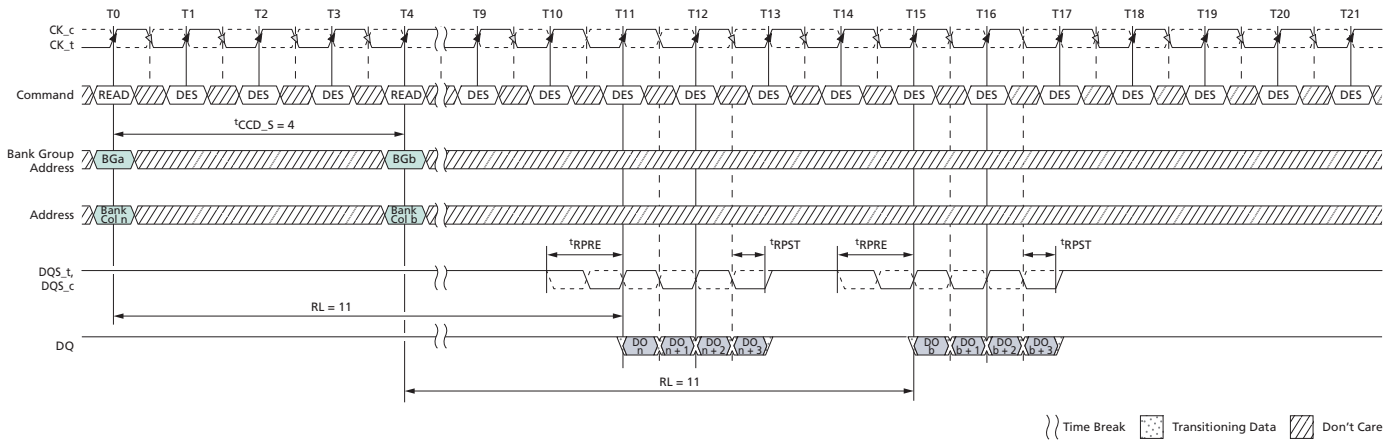 T0 T1 T2 T3 T4 T9 T10 T11 T12 T13 T14 T15 T16 T17 T18 T19 T20 T21
CK_c
CK_t
Command READ DES DES DES READ DES DES DES DES DES DES DES DES DES DES DES DES DES DES
tCCD_S = 4
Bank Group
Address
BGa BGb
Address
Bank
Col n
Bank
Col b
tRPRE tRPST tRPRE tRPST
DQS_t,
DQS_c
RL = 11
DQ
DO
n
DO
n + 1
DO
n + 2
DO
n + 3
DO
b
DO
b + 1
DO
b + 2
DO
b + 3
RL = 11
Time Break Transitioning Data Don't Care